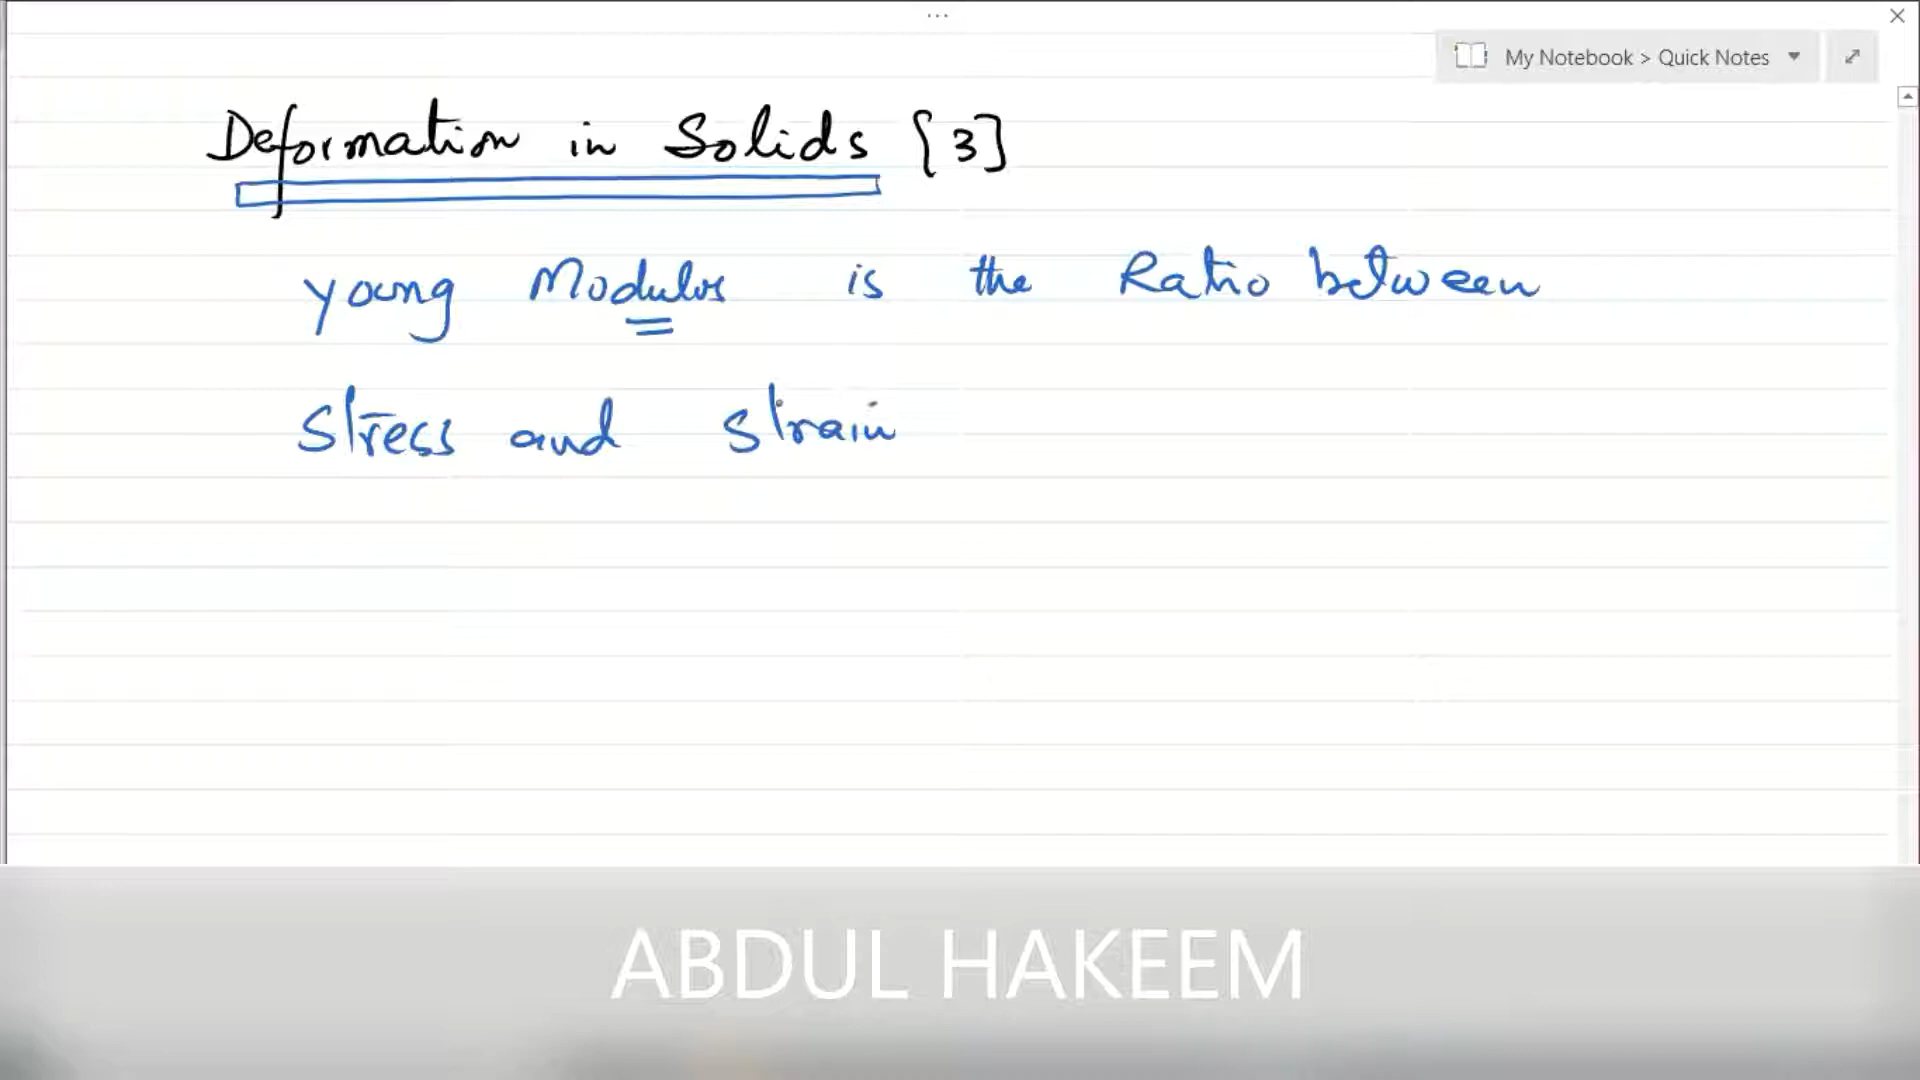 ...
My Notebook > Quick Notes
Deformation in Solids [3]
young Modulus is the Ratio between
Stress and strain
ABDUL HAKEEM